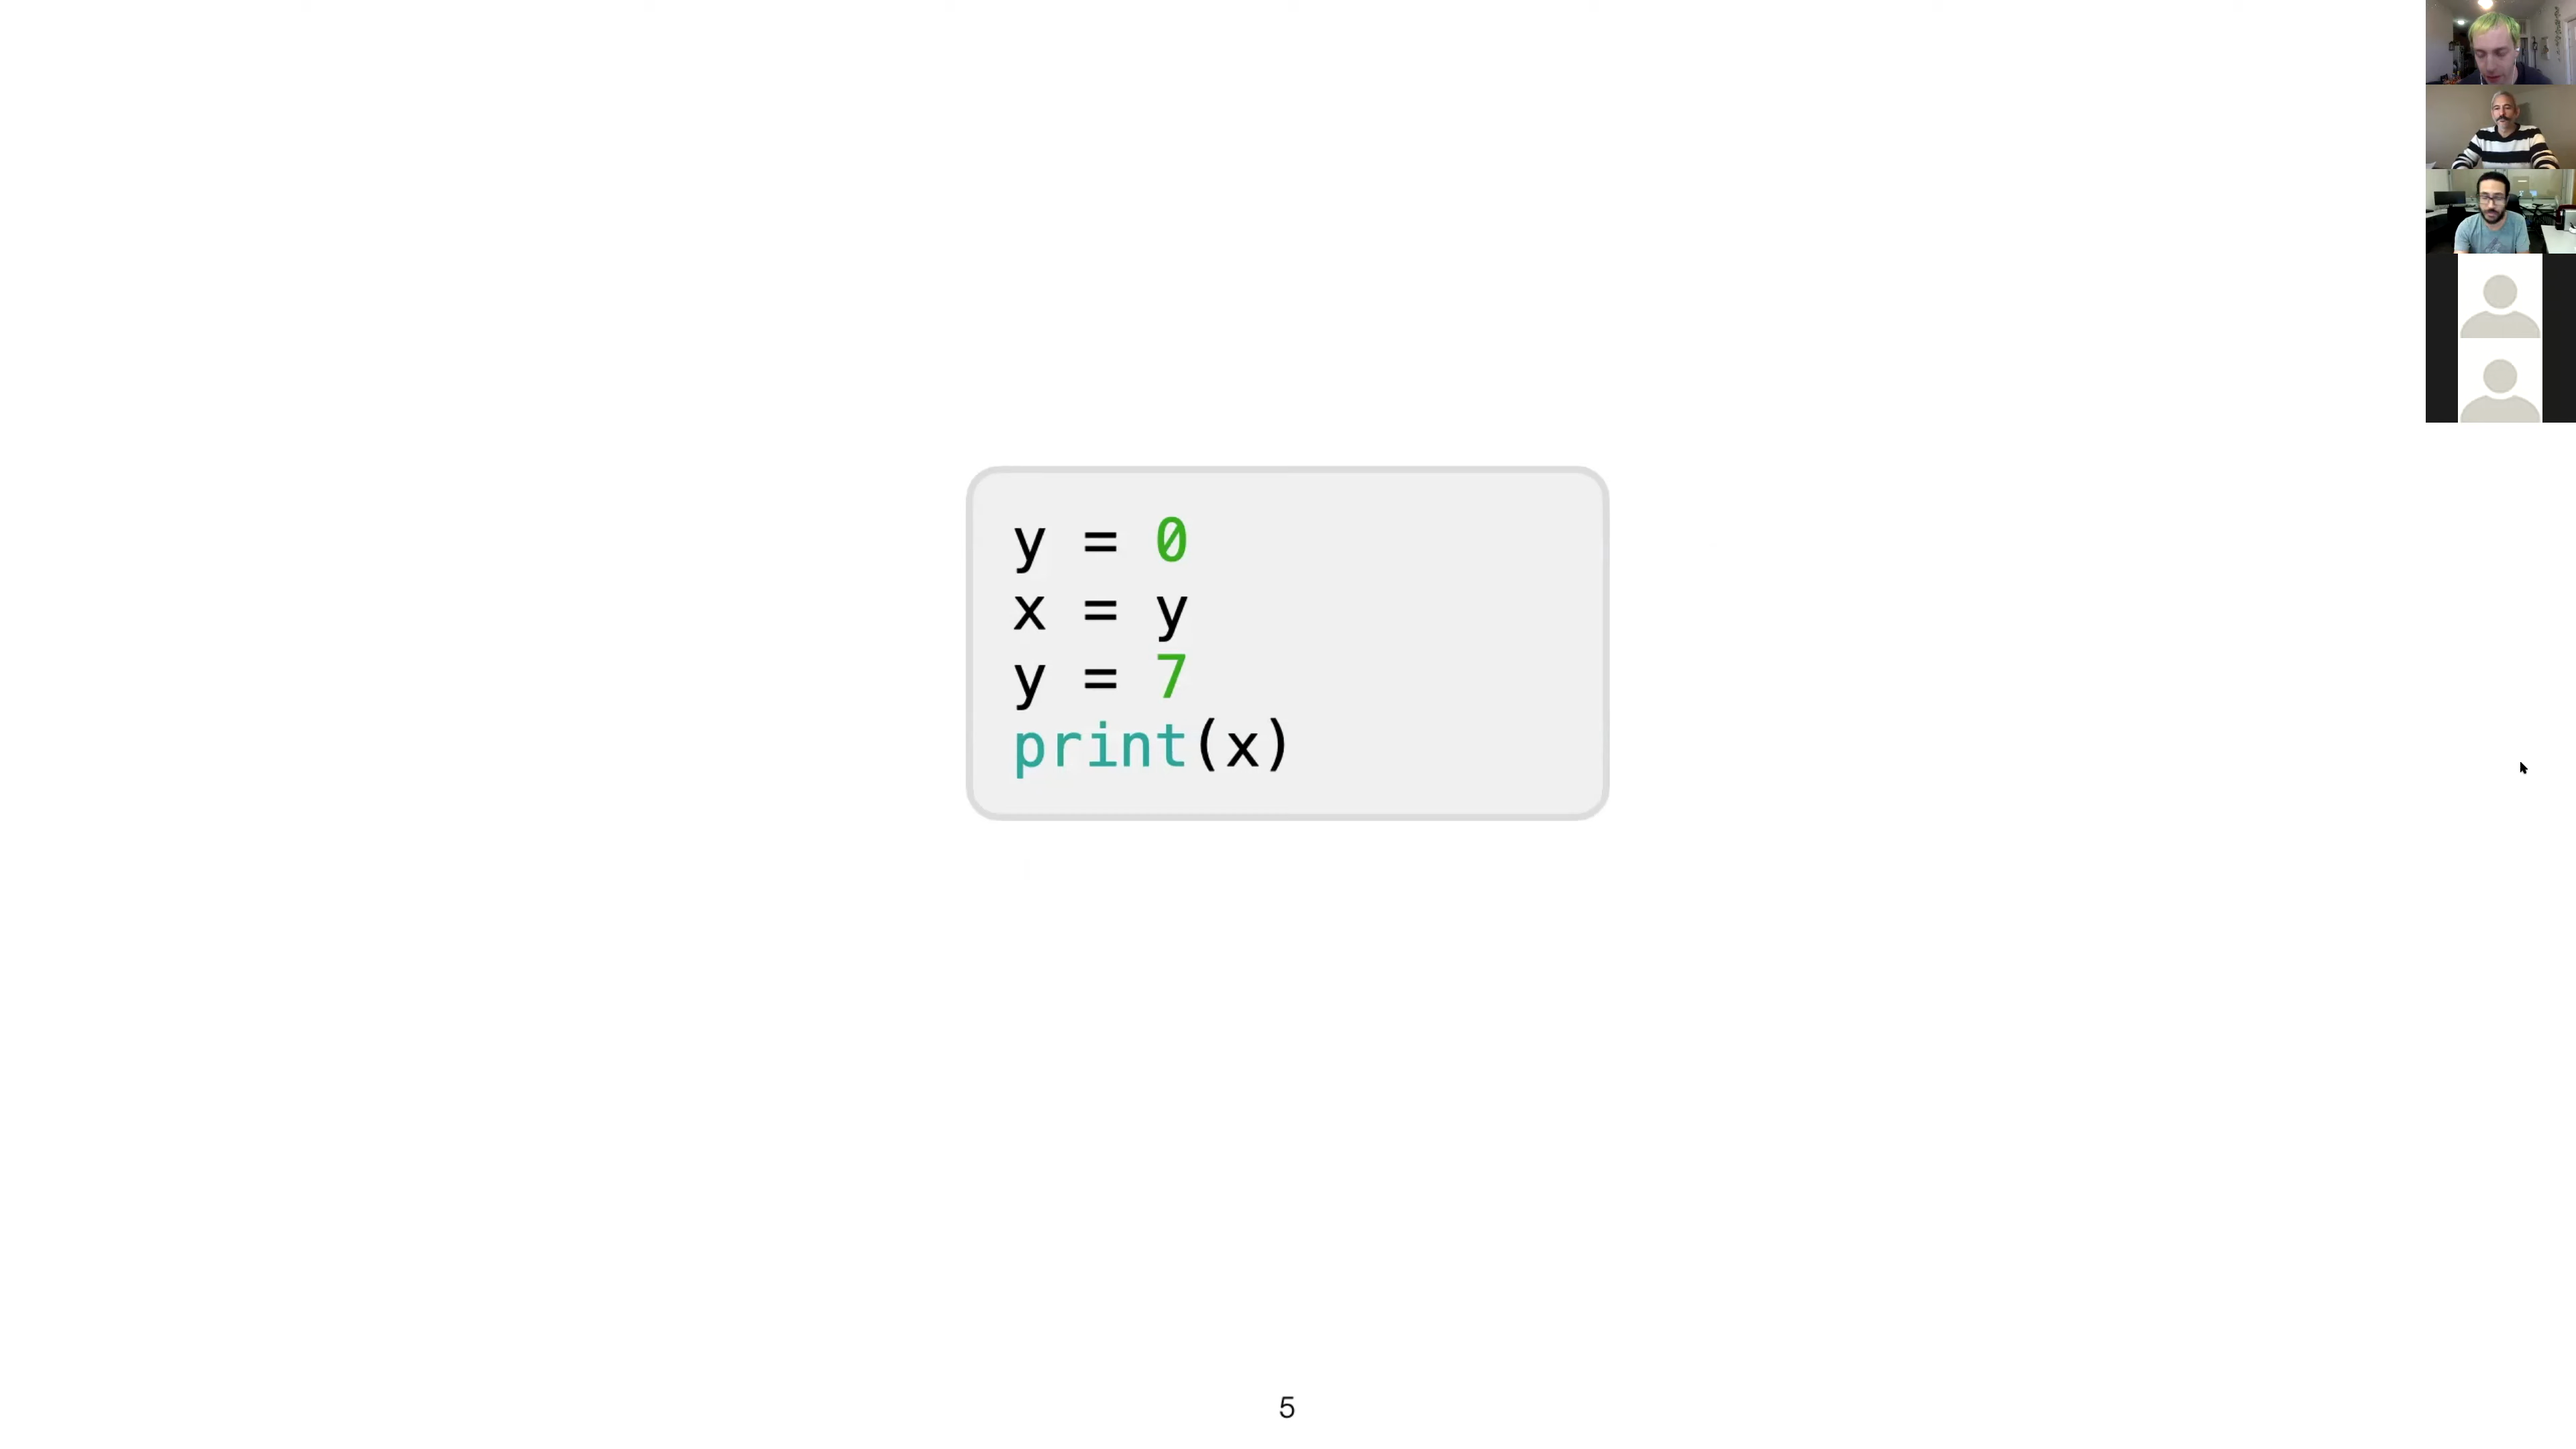 y = 0
x = y
y = 7
print(x)
5